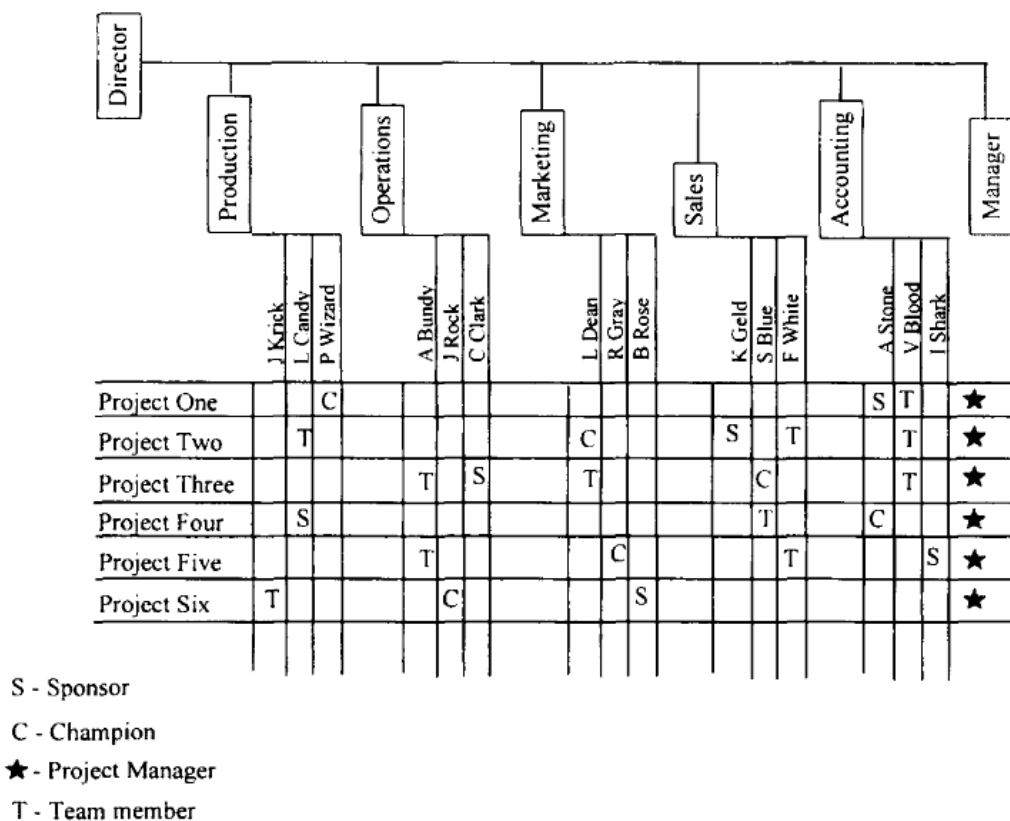 Director
Production
Operations
Marketing
Sales
Accounting
Manager
J Krick
L Candy
P Wizard
A Bundy
J Rock
C Clark
L Dean
R Gray
B Rose
K Geld
S Blue
F White
A Stone
V Blood
I Shark
Project One C S T ★
Project Two T C S T T ★
Project Three T S T C T ★
Project Four S T C ★
Project Five T C T S ★
Project Six T C S ★
S - Sponsor
C - Champion
★ - Project Manager
T - Team member